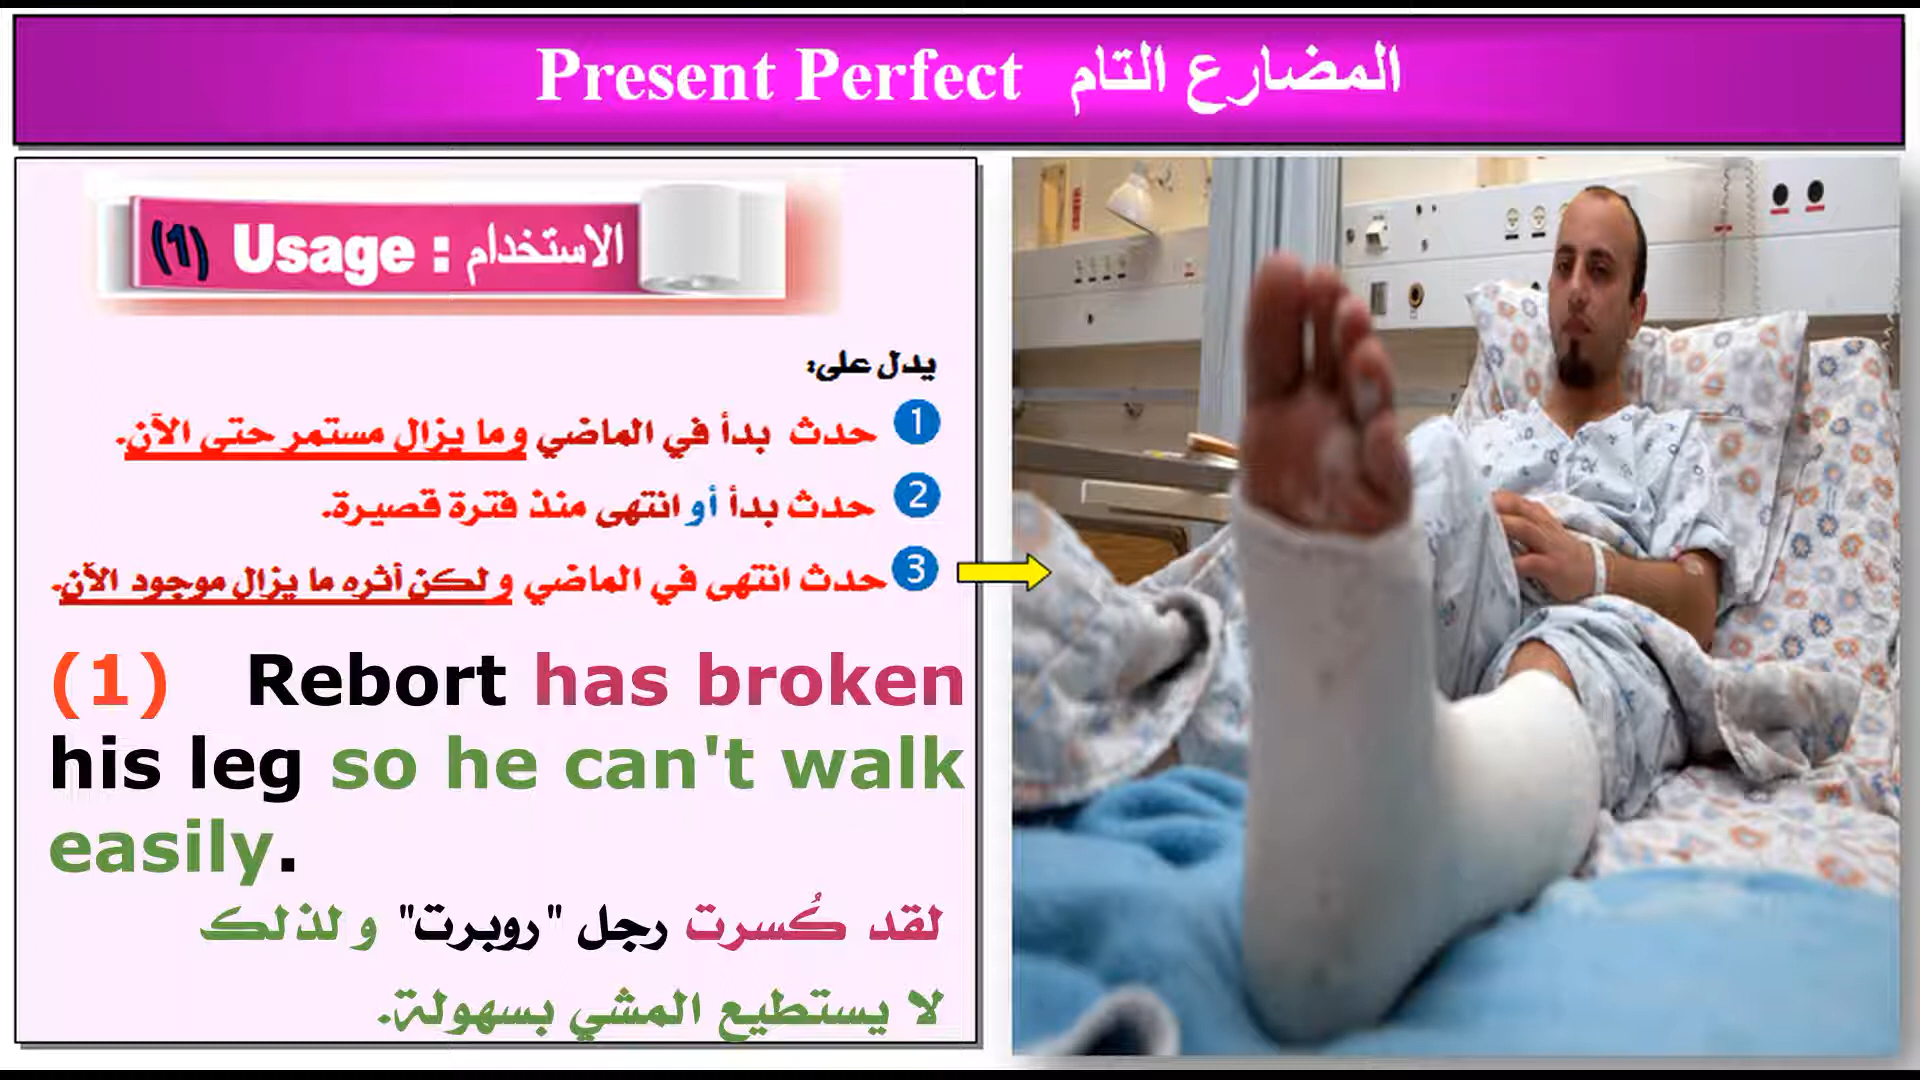 Present Perfect المضارع التام
(1) Usage : الاستخدام
يدل على:
1 حدث بدأ في الماضي وما يزال مستمر حتى الآن.
2 حدث بدأ أو انتهى منذ فترة قصيرة.
3 حدث انتهى في الماضي ولكن أثره ما يزال موجود الآن.
(1) Rebort has broken
his leg so he can't walk
easily.
لقد كُسرت رجل "روبرت" ولذلك
لا يستطيع المشي بسهولة.